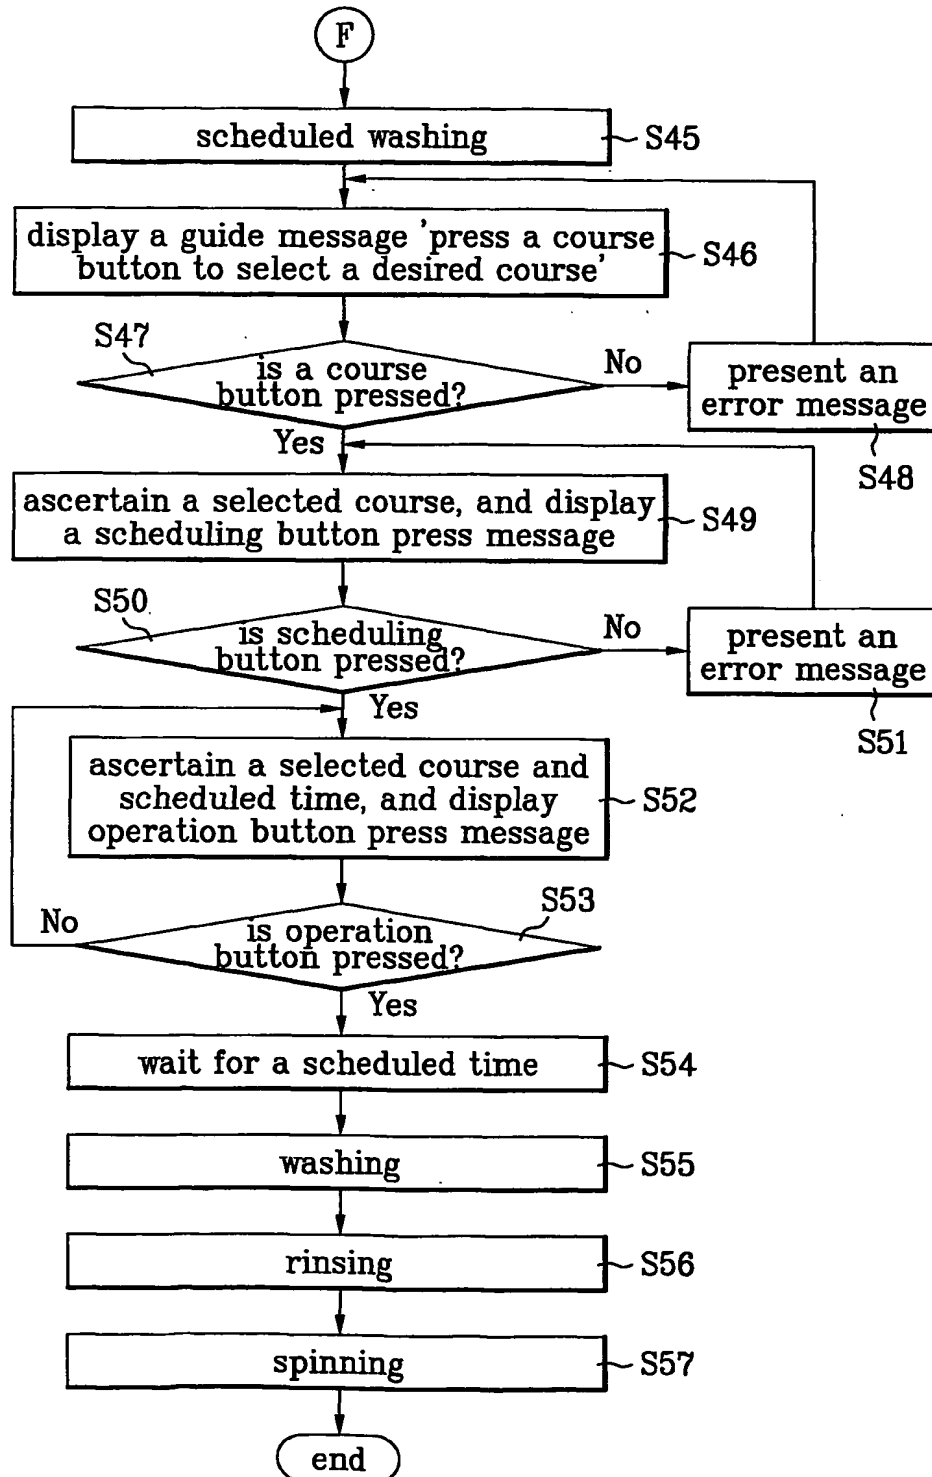 F
scheduled washing
S45
display a guide message 'press a course
button to select a desired course'
S46
S47
is a course
button pressed?
No
present an
error message
S48
Yes
ascertain a selected course, and display
a scheduling button press message
S49
S50
is scheduling
button pressed?
No
present an
error message
S51
Yes
ascertain a selected course and
scheduled time, and display
operation button press message
S52
No
S53
is operation
button pressed?
Yes
wait for a scheduled time
S54
washing
S55
rinsing
S56
spinning
S57
end